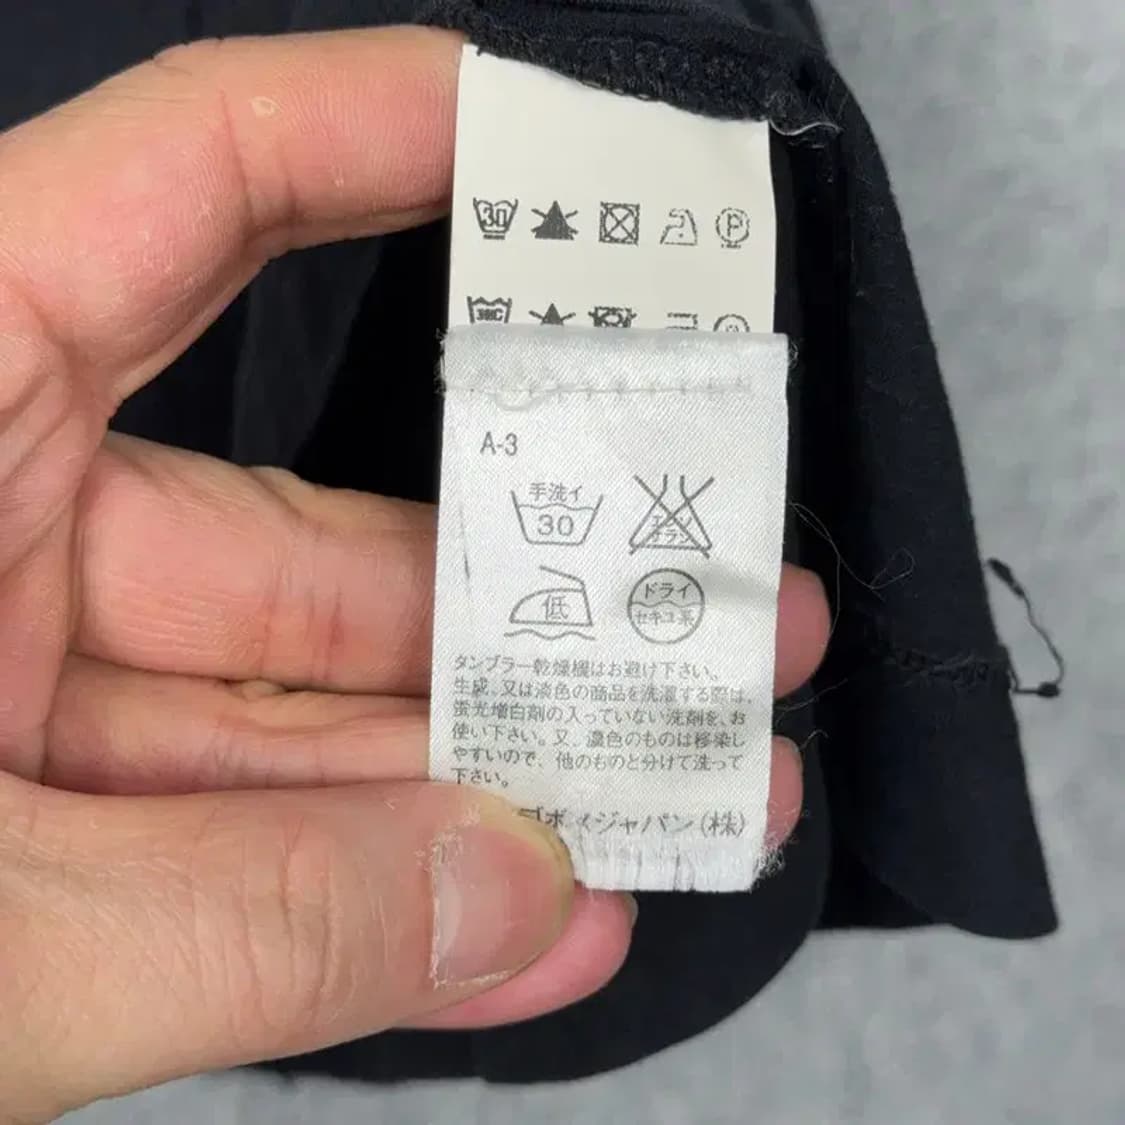 30
P
30C
A-3
手洗イ
30
エンソ
チラシ
低
ドライ
セキユ系
タンブラー乾燥機はお避け下さい。
生成、又は淡色の商品を洗濯する際は、
蛍光増白剤の入っていない洗剤を、お
使い下さい。又、濃色のものは移染し
やすいので、他のものと分けて洗って
下さい。
ジャパン(株)